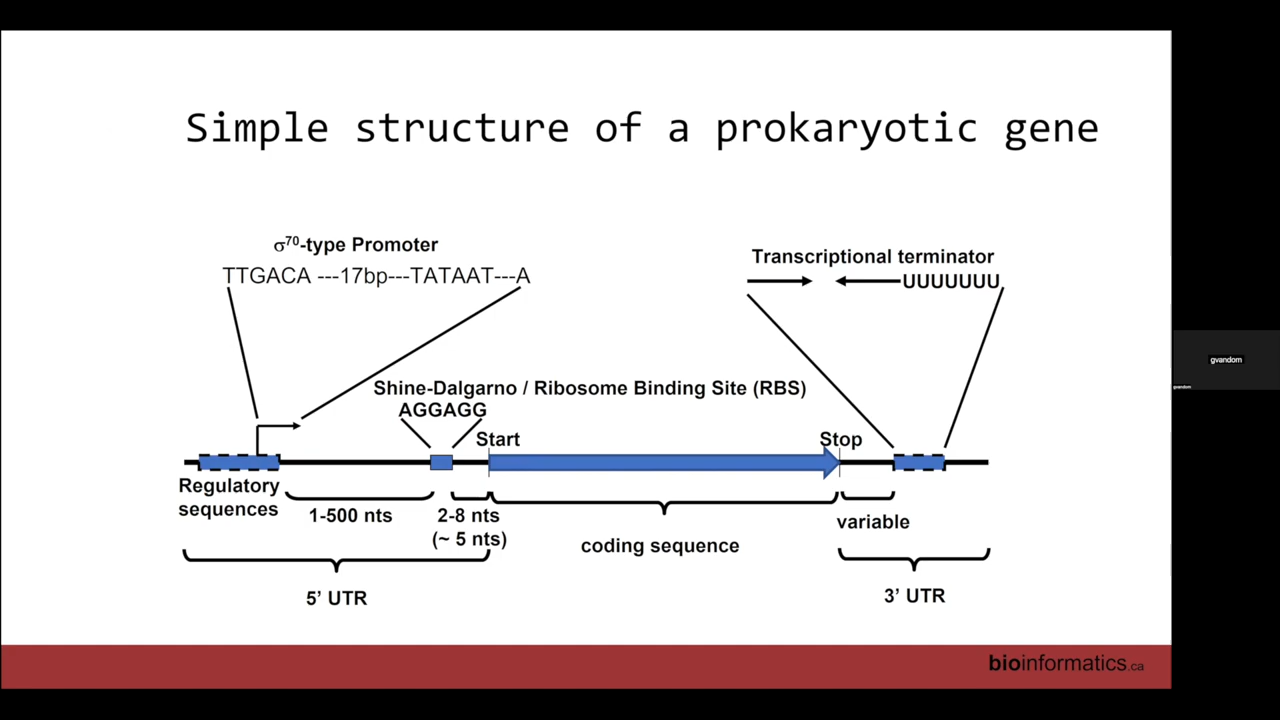 Simple structure of a prokaryotic gene
σ70-type Promoter
TTGACA ---17bp---TATAAT---A
Transcriptional terminator
UUUUUUU
Shine-Dalgarno / Ribosome Binding Site (RBS)
AGGAGG
Start
Stop
Regulatory
sequences
1-500 nts
2-8 nts
(~ 5 nts)
coding sequence
variable
5’ UTR
3’ UTR
bioinformatics.ca
gvandom
gvandom